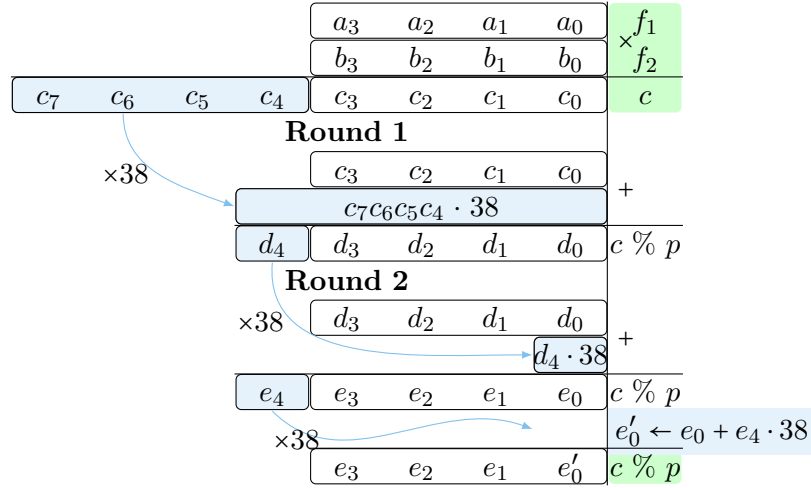 a₃ a₂ a₁ a₀ f₁
×
b₃ b₂ b₁ b₀ f₂
c₇ c₆ c₅ c₄ c₃ c₂ c₁ c₀ c
Round 1
×38 c₃ c₂ c₁ c₀
+
c₇c₆c₅c₄ · 38
d₄ d₃ d₂ d₁ d₀ c % p
Round 2
×38 d₃ d₂ d₁ d₀
+
d₄ · 38
e₄ e₃ e₂ e₁ e₀ c % p
×38 e₀′ ← e₀ + e₄ · 38
e₃ e₂ e₁ e₀′ c % p